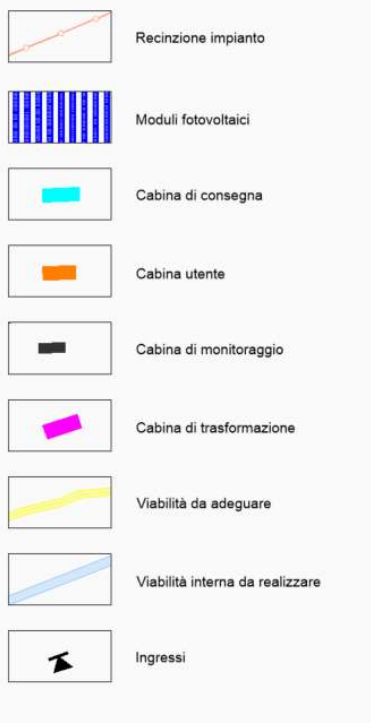 Recinzione impianto
Moduli fotovoltaici
Cabina di consegna
Cabina utente
Cabina di monitoraggio
Cabina di trasformazione
Viabilità da adeguare
Viabilità interna da realizzare
Ingressi